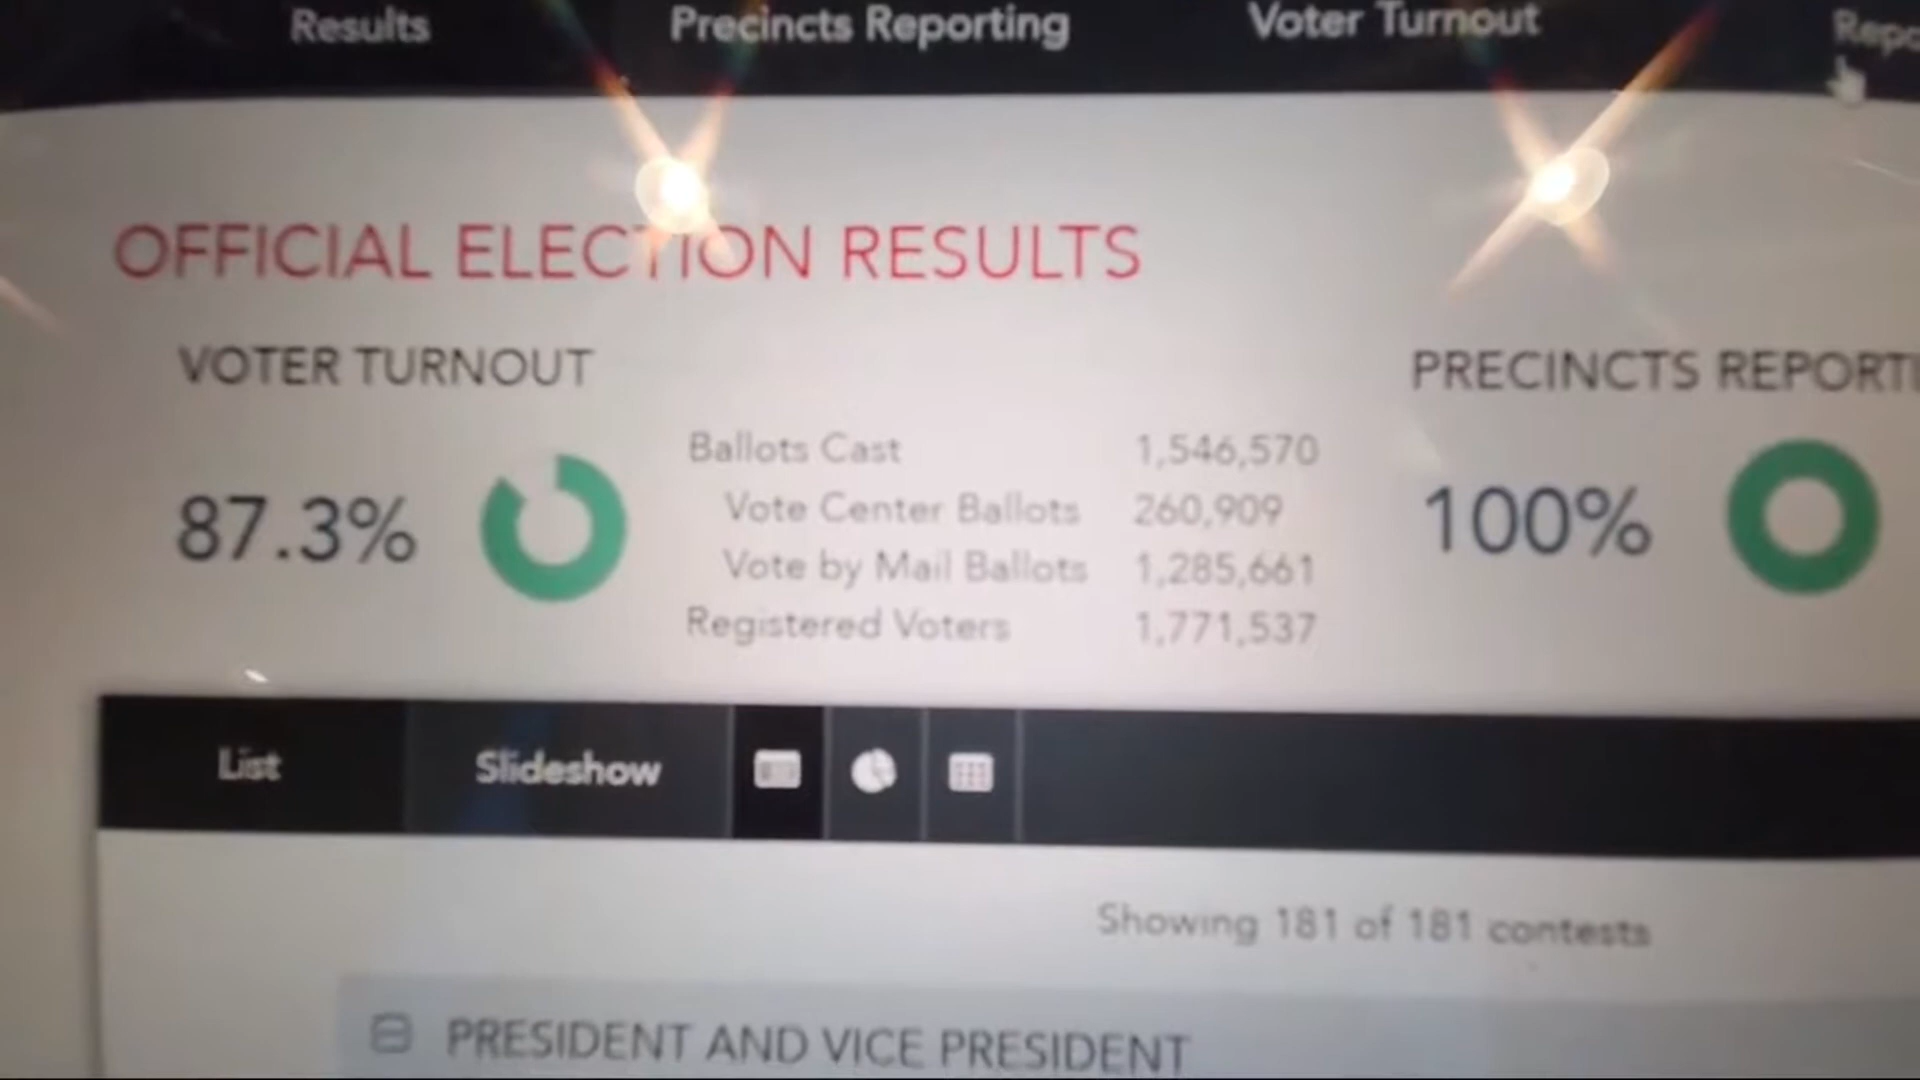 Results Precincts Reporting Voter Turnout Repo
OFFICIAL ELECTION RESULTS
VOTER TURNOUT
PRECINCTS REPORTI
87.3%
Ballots Cast 1,546,570
Vote Center Ballots 260,909
Vote by Mail Ballots 1,285,661
Registered Voters 1,771,537
100%
List Slideshow
Showing 181 of 181 contests
PRESIDENT AND VICE PRESIDENT